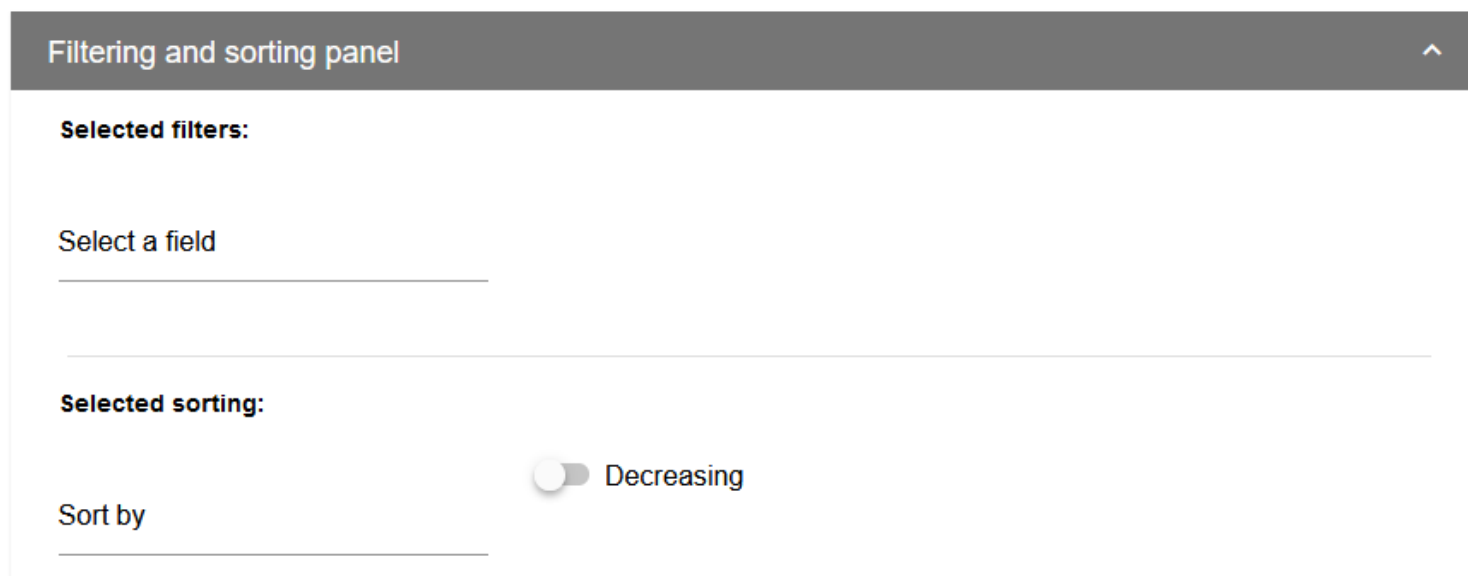 Filtering and sorting panel
Selected filters:
Select a field
Selected sorting:
Decreasing
Sort by